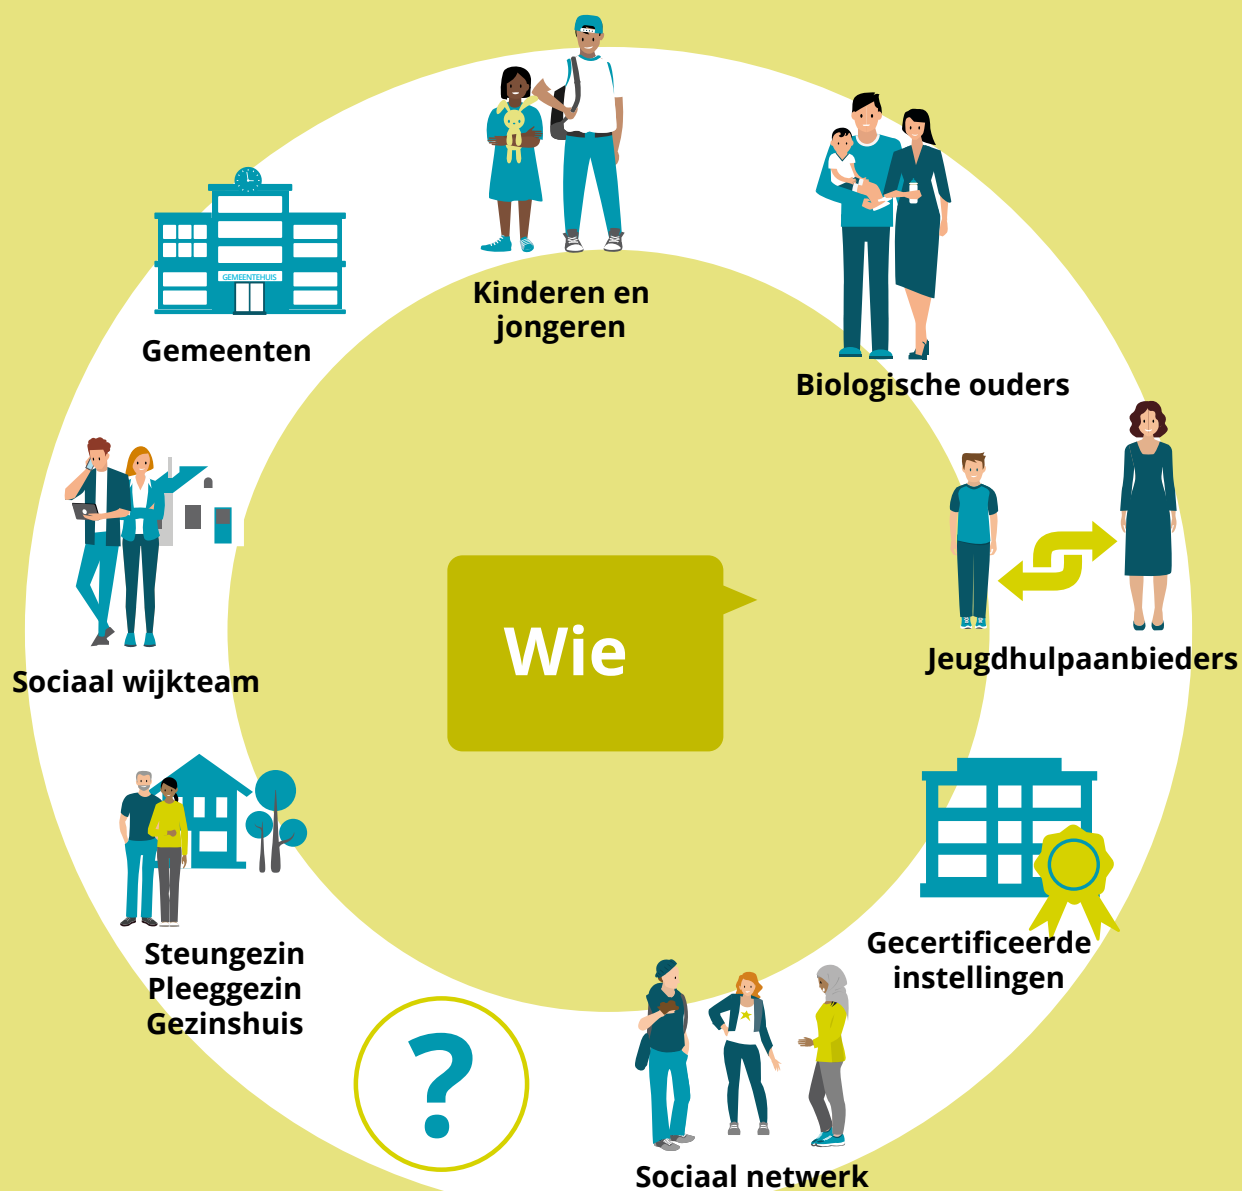 Kinderen en
jongeren
GEMEENTEHUIS
Gemeenten
Biologische ouders
Wie
Jeugdhulpaanbieders
Sociaal wijkteam
Gecertificeerde
instellingen
Steungezin
Pleeggezin
Gezinshuis
?
Sociaal netwerk